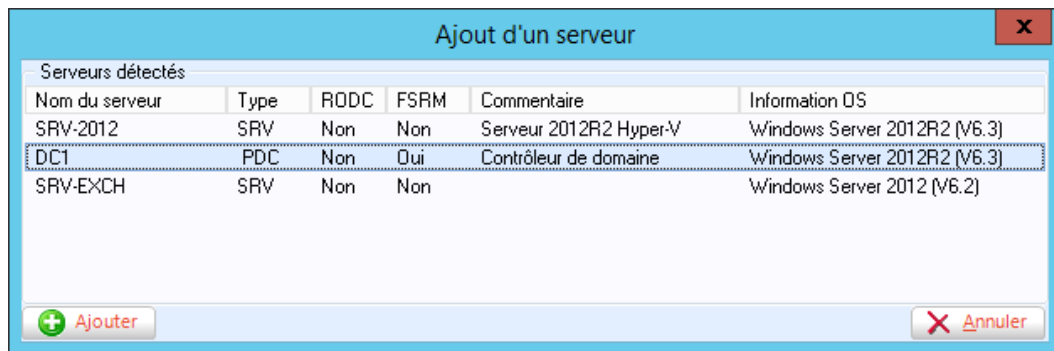 Ajout d'un serveur
x
Serveurs détectés
Nom du serveur Type RODC FSRM Commentaire Information OS
SRV-2012 SRV Non Non Serveur 2012R2 Hyper-V Windows Server 2012R2 (V6.3)
DC1 PDC Non Oui Contrôleur de domaine Windows Server 2012R2 (V6.3)
SRV-EXCH SRV Non Non Windows Server 2012 (V6.2)
Ajouter Annuler